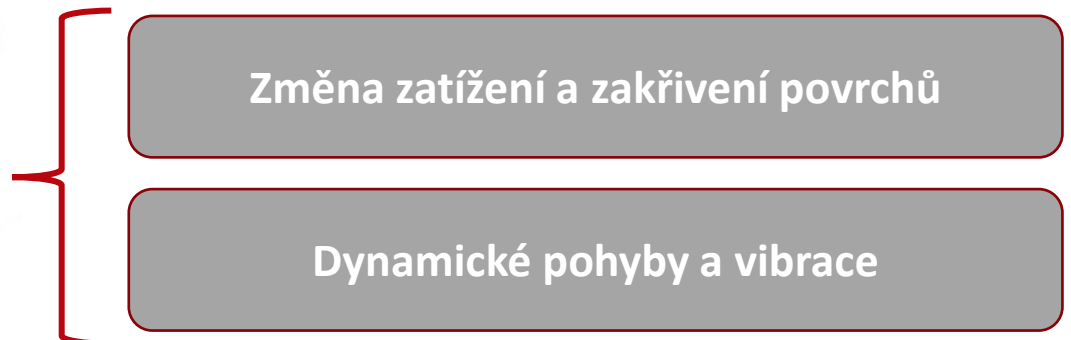 Změna zatížení a zakřivení povrchů
Dynamické pohyby a vibrace